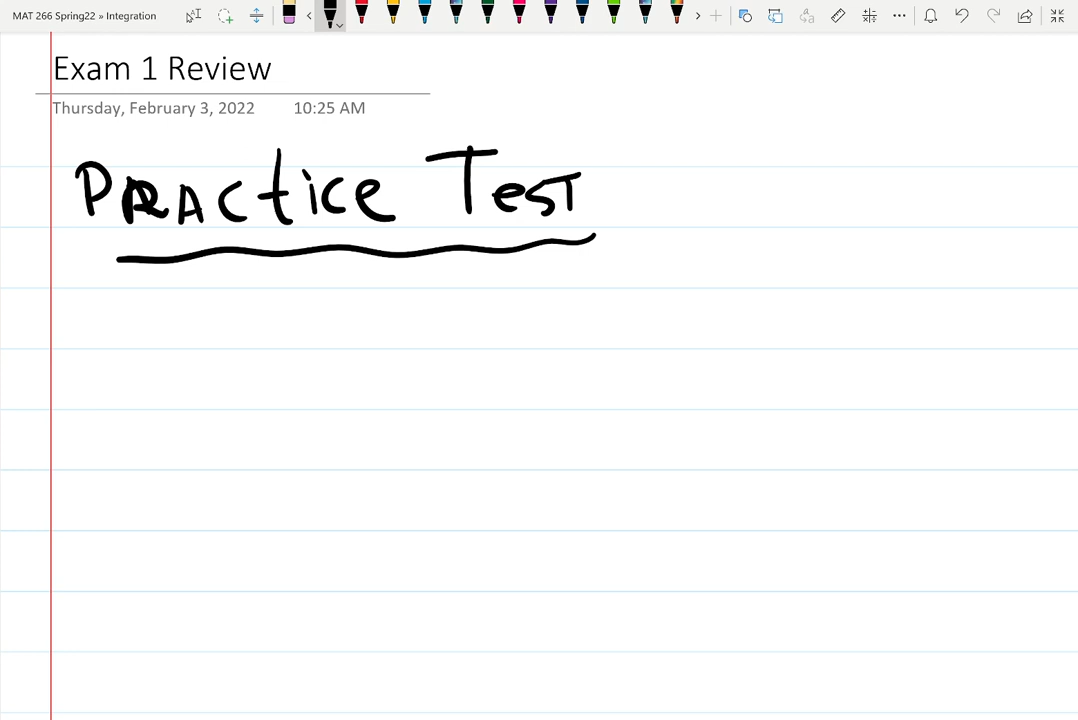 MAT 266 Spring22 » Integration
Exam 1 Review
Thursday, February 3, 2022 10:25 AM
PRACtice Test